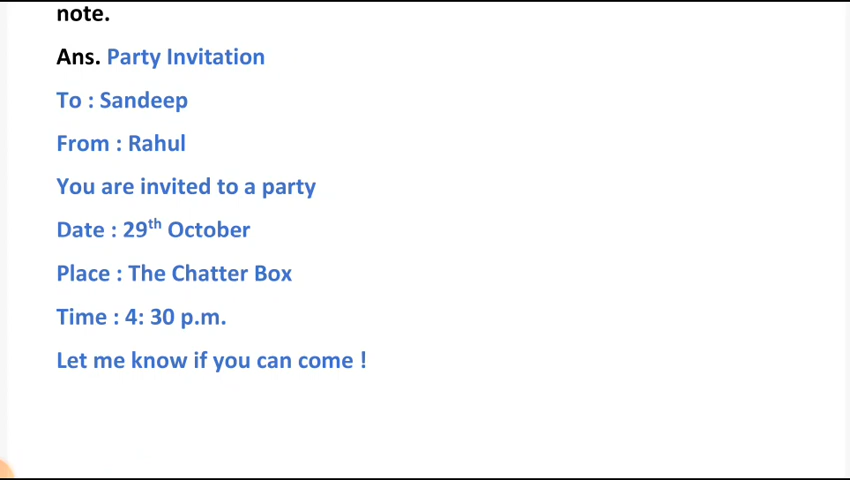 note.
Ans. Party Invitation
To : Sandeep
From : Rahul
You are invited to a party
Date : 29th October
Place : The Chatter Box
Time : 4: 30 p.m.
Let me know if you can come !